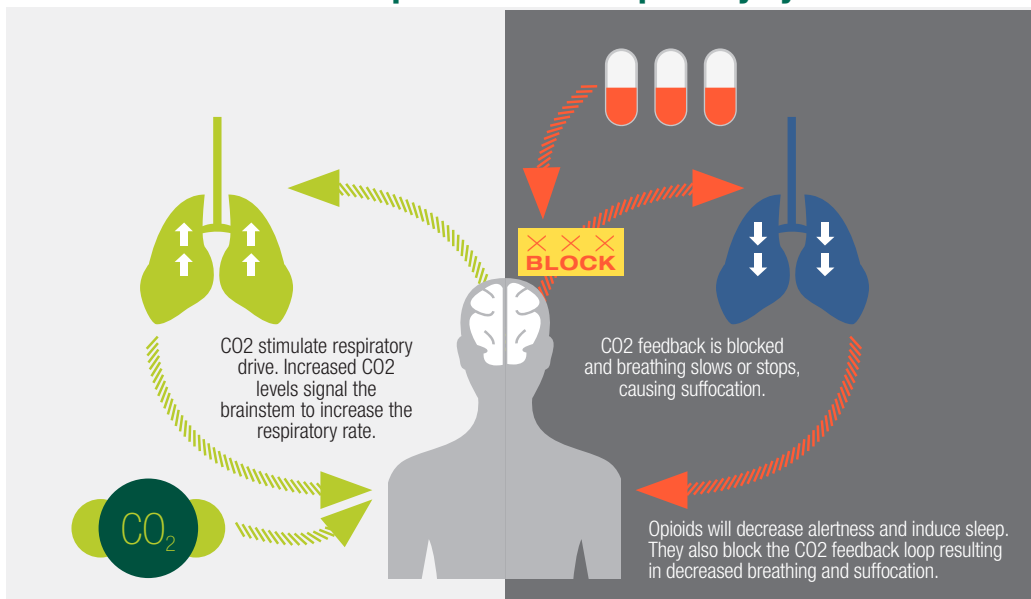 BLOCK
CO2 stimulate respiratory
drive. Increased CO2
levels signal the
brainstem to increase the
respiratory rate.
CO2 feedback is blocked
and breathing slows or stops,
causing suffocation.
CO₂
Opioids will decrease alertness and induce sleep.
They also block the CO2 feedback loop resulting
in decreased breathing and suffocation.